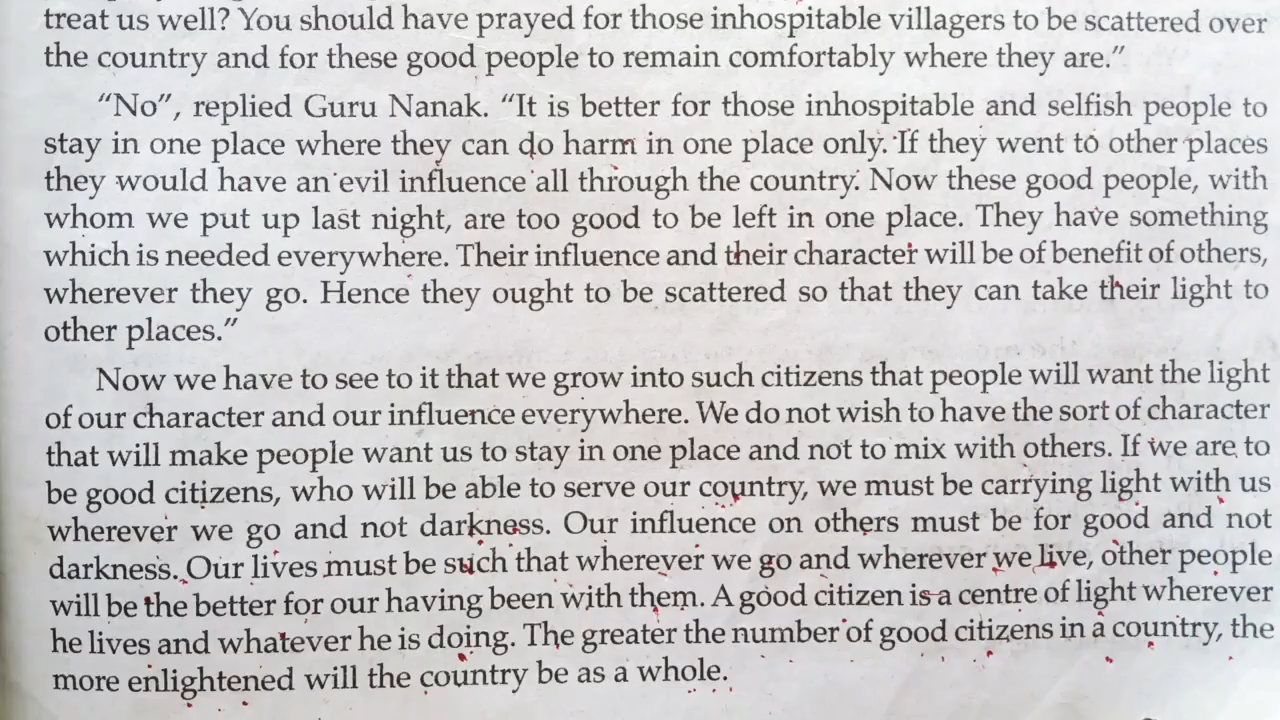 treat us well? You should have prayed for those inhospitable villagers to be scattered over
the country and for these good people to remain comfortably where they are.”
“No”, replied Guru Nanak. “It is better for those inhospitable and selfish people to
stay in one place where they can do harm in one place only. If they went to other places
they would have an evil influence all through the country. Now these good people, with
whom we put up last night, are too good to be left in one place. They have something
which is needed everywhere. Their influence and their character will be of benefit of others,
wherever they go. Hence they ought to be scattered so that they can take their light to
other places.”
Now we have to see to it that we grow into such citizens that people will want the light
of our character and our influence everywhere. We do not wish to have the sort of character
that will make people want us to stay in one place and not to mix with others. If we are to
be good citizens, who will be able to serve our country, we must be carrying light with us
wherever we go and not darkness. Our influence on others must be for good and not
darkness. Our lives must be such that wherever we go and wherever we live, other people
will be the better for our having been with them. A good citizen is a centre of light wherever
he lives and whatever he is doing. The greater the number of good citizens in a country, the
more enlightened will the country be as a whole.